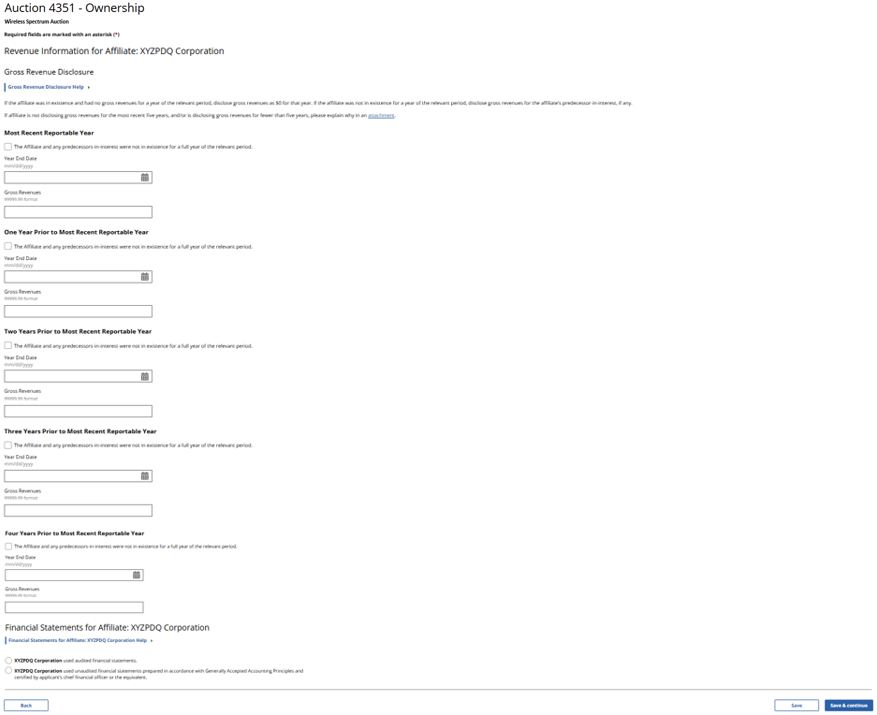 Auction 4351 - Ownership
Wireless Spectrum Auction
Required fields are marked with an asterisk (*)
Revenue Information for Affiliate: XYZPDQ Corporation
Gross Revenue Disclosure
Gross Revenue Disclosure Help
If the affiliate was in existence and had no gross revenues for a year of the relevant period, disclose gross revenues as $0 for that year. If the affiliate was not in existence for a year of the relevant period, disclose gross revenues for the affiliate's predecessor-in-interest, if any.
If affiliate is not disclosing gross revenues for the most recent five years, and/or is disclosing gross revenues for fewer than five years, please explain why in an attachment.
Most Recent Reportable Year
The Affiliate and any predecessors-in-interest were not in existence for a full year of the relevant period.
Year End Date
mm/dd/yyyy
Gross Revenues
99999.99 format
One Year Prior to Most Recent Reportable Year
The Affiliate and any predecessors-in-interest were not in existence for a full year of the relevant period.
Year End Date
mm/dd/yyyy
Gross Revenues
99999.99 format
Two Years Prior to Most Recent Reportable Year
The Affiliate and any predecessors-in-interest were not in existence for a full year of the relevant period.
Year End Date
mm/dd/yyyy
Gross Revenues
99999.99 format
Three Years Prior to Most Recent Reportable Year
The Affiliate and any predecessors-in-interest were not in existence for a full year of the relevant period.
Year End Date
mm/dd/yyyy
Gross Revenues
99999.99 format
Four Years Prior to Most Recent Reportable Year
The Affiliate and any predecessors-in-interest were not in existence for a full year of the relevant period.
Year End Date
mm/dd/yyyy
Gross Revenues
99999.99 format
Financial Statements for Affiliate: XYZPDQ Corporation
Financial Statements for Affiliate: XYZPDQ Corporation Help
XYZPDQ Corporation used audited financial statements.
XYZPDQ Corporation used unaudited financial statements prepared in accordance with Generally Accepted Accounting Principles and
certified by applicant's chief financial officer or the equivalent.
Back
Save
Save & continue